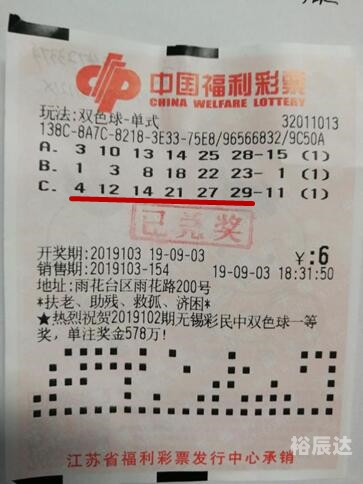 中国福利彩票
CHINA WELFARE LOTTERY
玩法:双色球-单式 32011013
138C-8A7C-8218-3E33-75E8/96566832/9C50A
A. 3 10 13 14 25 28-15 (1)
B. 1 3 8 18 22 23- 1 (1)
C. 4 12 14 21 27 29-11 (1)
已兑奖
开奖期:2019103 19-09-03 ¥:6
销售期:2019103-154 19-09-03 18:31:50
地址:雨花台区雨花路200号
*扶老、助残、救孤、济困*
★热烈祝贺2019102期无锡彩民中双色球一等
奖,单注奖金578万!
江苏省福利彩票发行中心承销
裕辰达